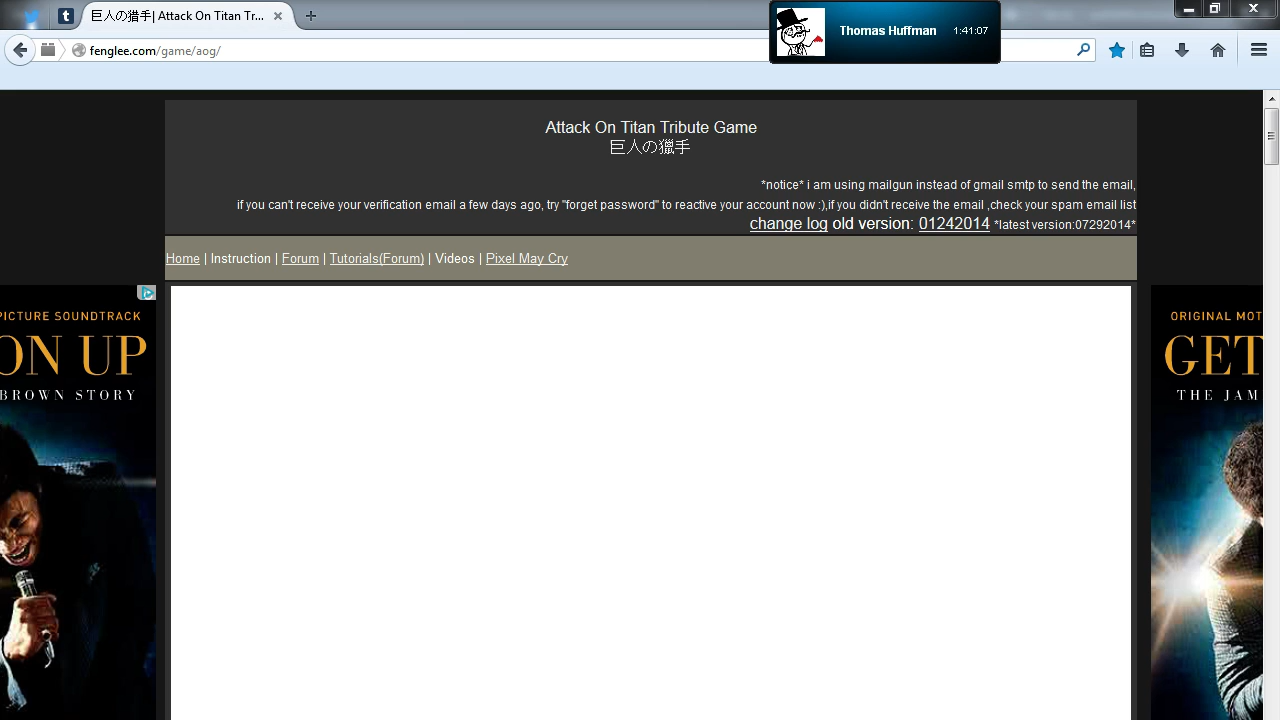 巨人の猎手| Attack On Titan Tr...
Thomas Huffman 1:41:07
fenglee.com/game/aog/
Attack On Titan Tribute Game
巨人の獵手
*notice* i am using mailgun instead of gmail smtp to send the email,
if you can't receive your verification email a few days ago, try "forget password" to reactive your account now :),if you didn't receive the email ,check your spam email list
change log old version: 01242014 *latest version:07292014*
Home | Instruction | Forum | Tutorials(Forum) | Videos | Pixel May Cry
PICTURE SOUNDTRACK
ON UP
BROWN STORY
ORIGINAL MOT
GET
THE JAM